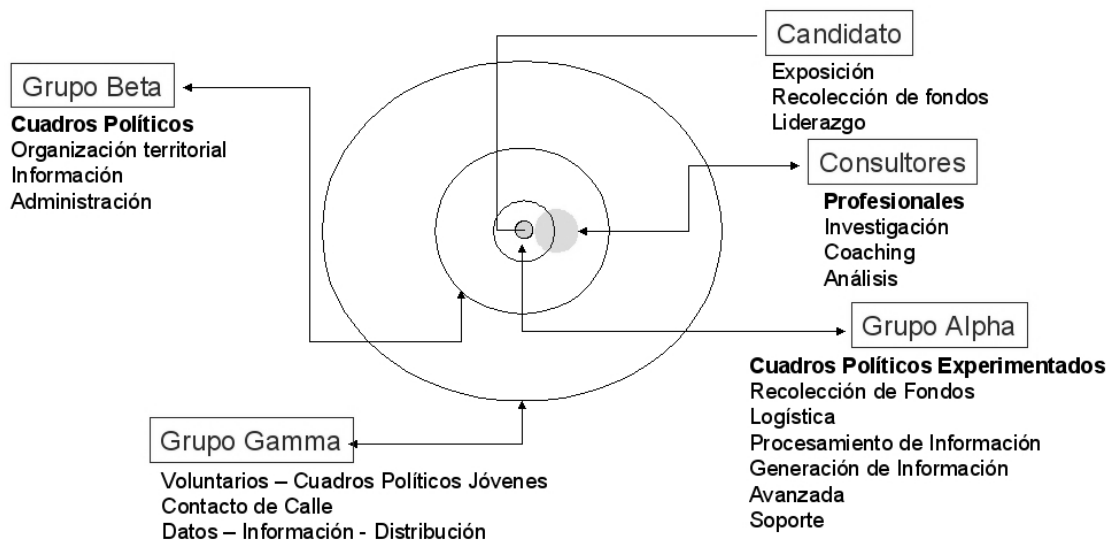 Candidato
Exposición
Recolección de fondos
Liderazgo
Grupo Beta
Cuadros Políticos
Organización territorial
Información
Administración
Consultores
Profesionales
Investigación
Coaching
Análisis
Grupo Alpha
Cuadros Políticos Experimentados
Recolección de Fondos
Logística
Procesamiento de Información
Generación de Información
Avanzada
Soporte
Grupo Gamma
Voluntarios – Cuadros Políticos Jóvenes
Contacto de Calle
Datos – Información - Distribución